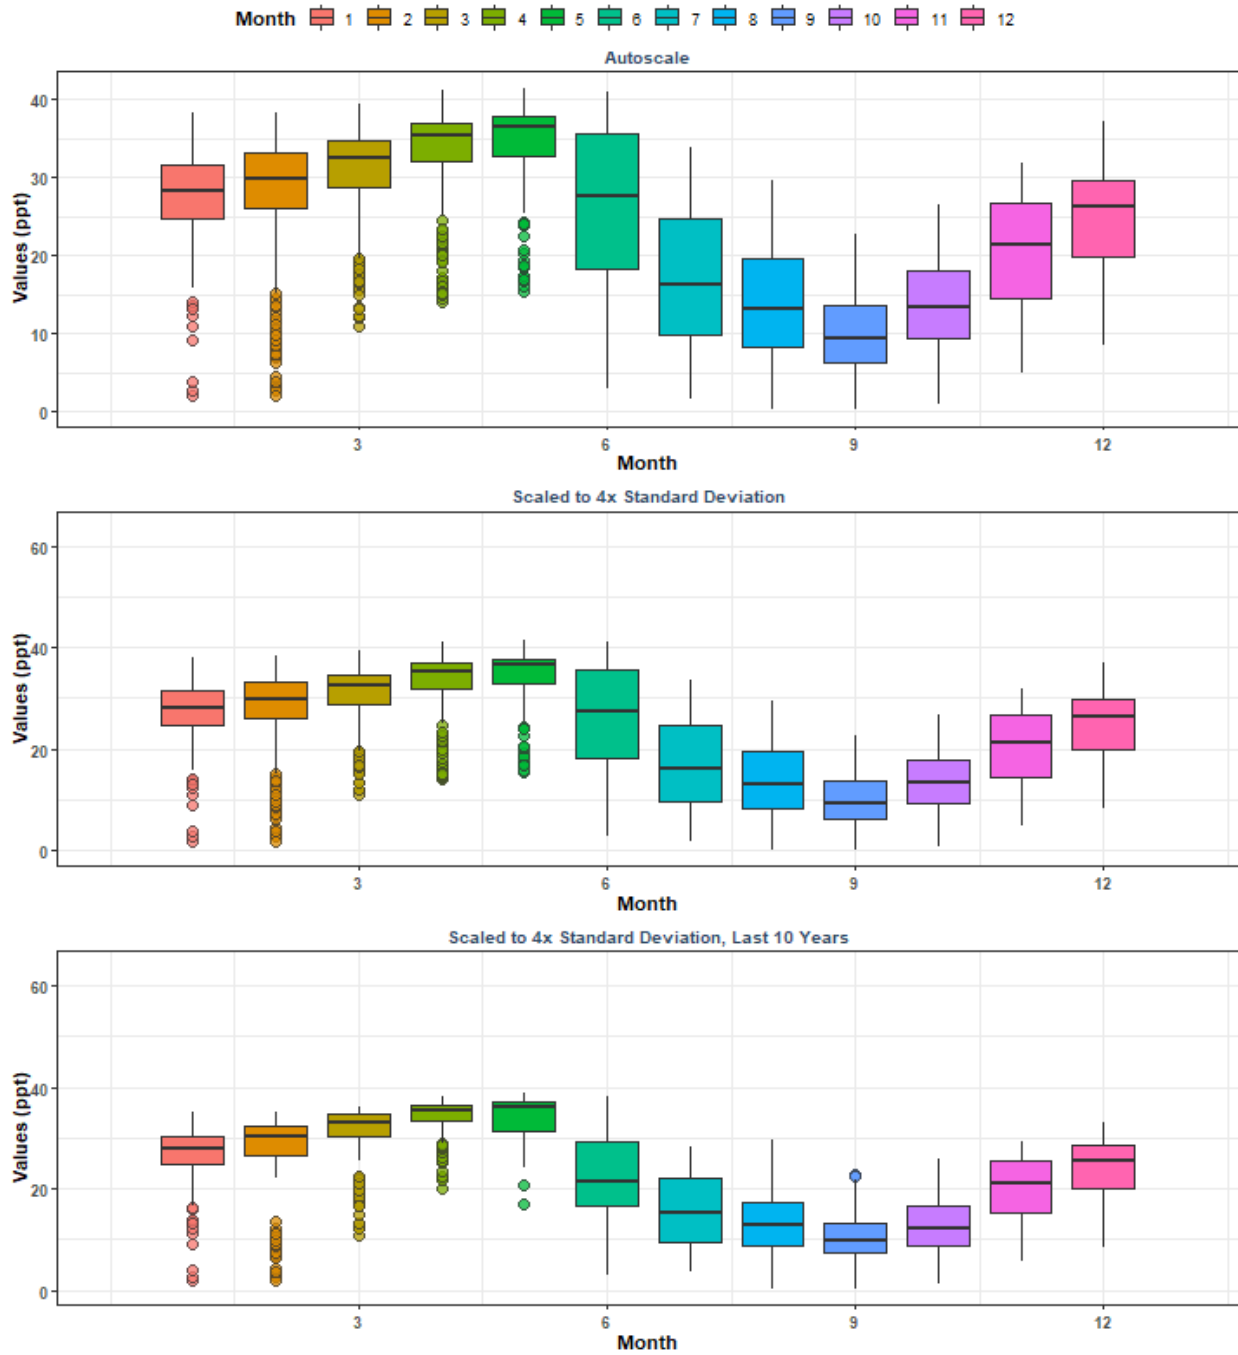 Month 1 2 3 4 5 6 7 8 9 10 11 12
Autoscale
Values (ppt)
40
30
20
10
0
3 6 9 12
Month
Scaled to 4x Standard Deviation
Values (ppt)
60
40
20
0
3 6 9 12
Month
Scaled to 4x Standard Deviation, Last 10 Years
Values (ppt)
60
40
20
0
3 6 9 12
Month